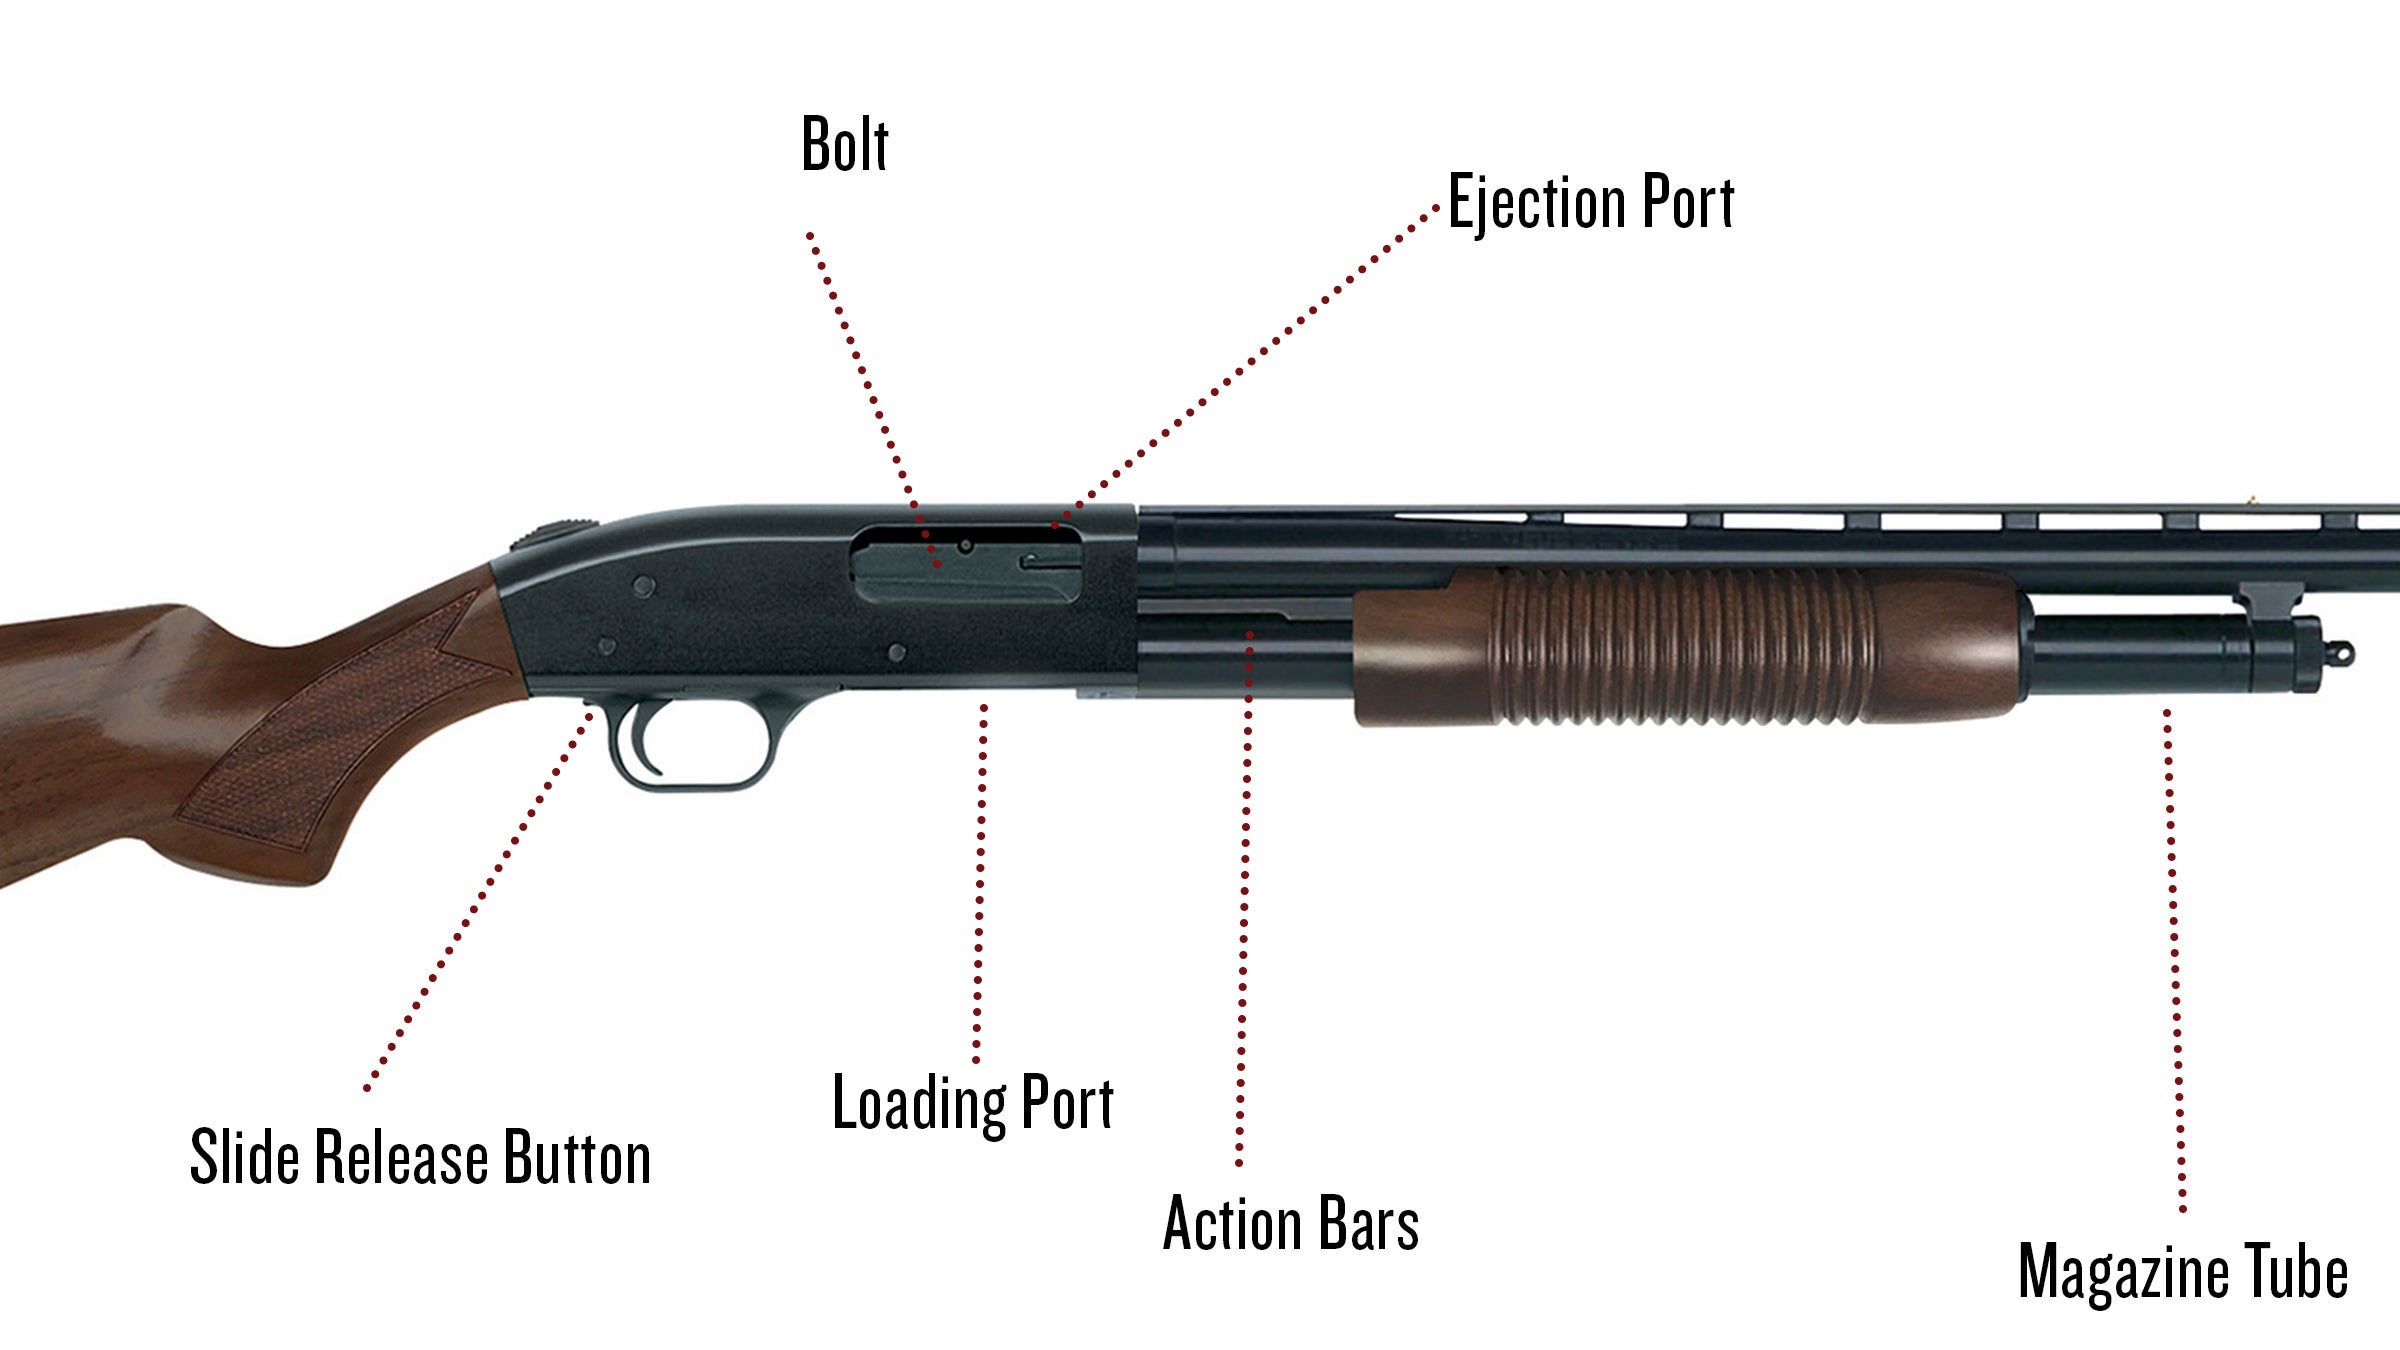 Bolt
Ejection Port
Loading Port
Slide Release Button
Action Bars
Magazine Tube